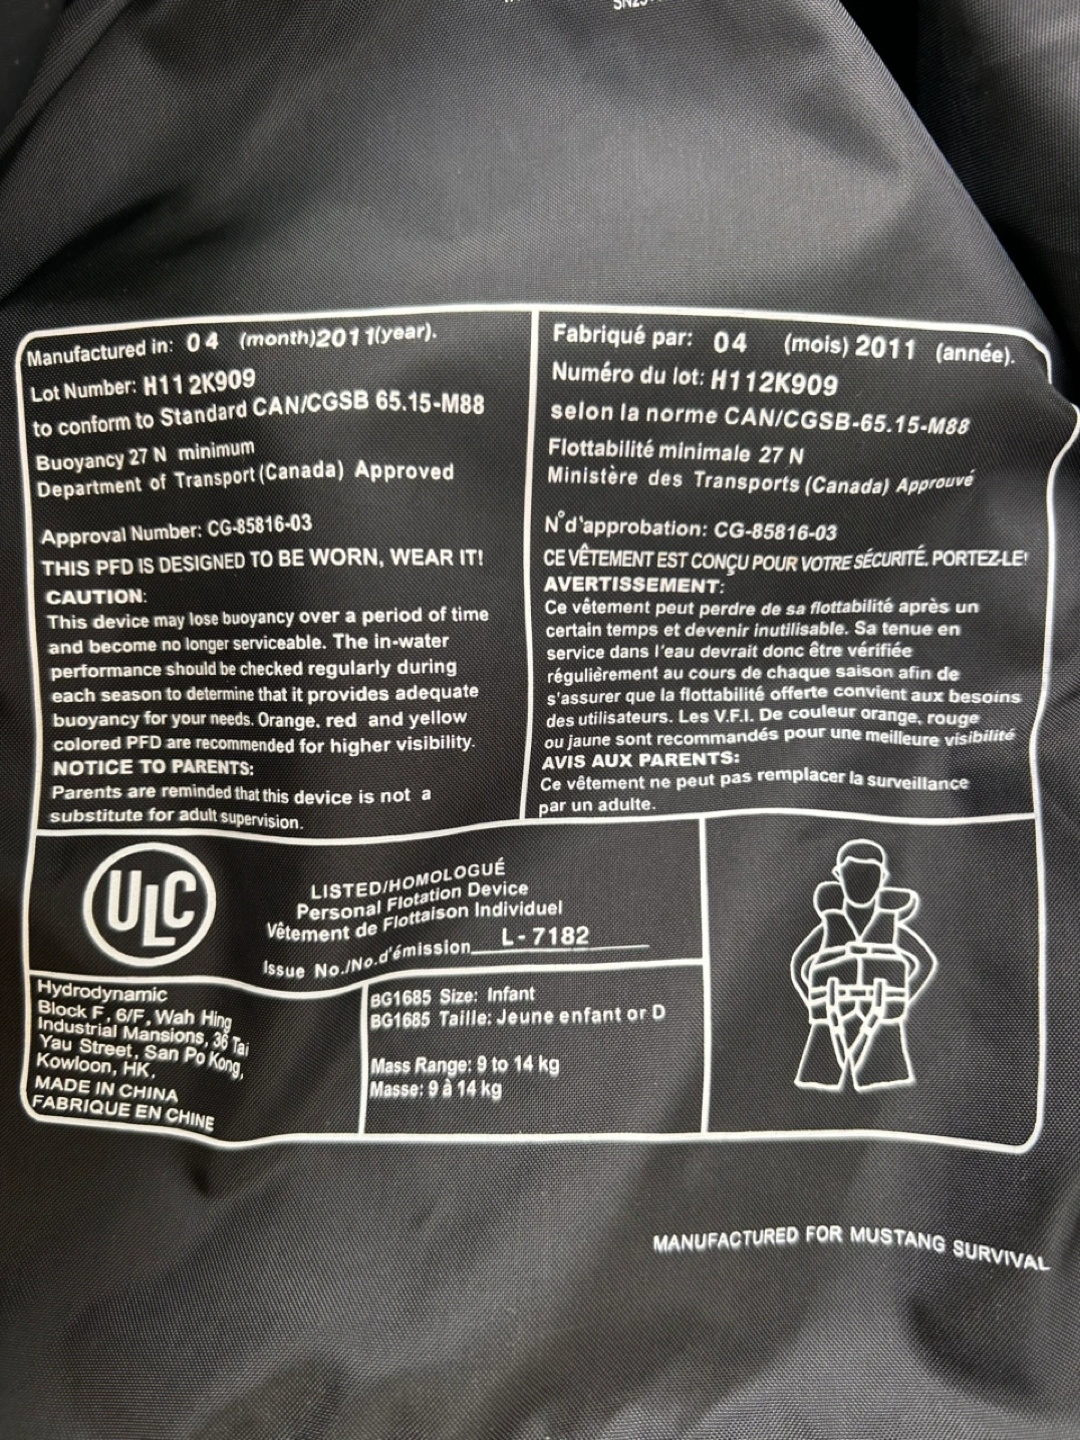 Manufactured in: 04 (month)2011(year).
Lot Number: H112K909
to conform to Standard CAN/CGSB 65.15-M88
Buoyancy 27 N minimum
Department of Transport (Canada) Approved
Approval Number: CG-85816-03
THIS PFD IS DESIGNED TO BE WORN, WEAR IT!
CAUTION:
This device may lose buoyancy over a period of time
and become no longer serviceable. The in-water
performance should be checked regularly during
each season to determine that it provides adequate
buoyancy for your needs. Orange, red and yellow
colored PFD are recommended for higher visibility.
NOTICE TO PARENTS:
Parents are reminded that this device is not a
substitute for adult supervision.
Fabriqué par: 04 (mois) 2011 (année).
Numéro du lot: H112K909
selon la norme CAN/CGSB-65.15-M88
Flottabilité minimale 27 N
Ministère des Transports (Canada) Approuvé
N°d'approbation: CG-85816-03
CE VÊTEMENT EST CONÇU POUR VOTRE SÉCURITÉ. PORTEZ-LE!
AVERTISSEMENT:
Ce vêtement peut perdre de sa flottabilité après un
certain temps et devenir inutilisable. Sa tenue en
service dans l'eau devrait donc être vérifiée
régulièrement au cours de chaque saison afin de
s'assurer que la flottabilité offerte convient aux besoins
des utilisateurs. Les V.F.I. De couleur orange, rouge
ou jaune sont recommandés pour une meilleure visibilité
AVIS AUX PARENTS:
Ce vêtement ne peut pas remplacer la surveillance
par un adulte.
ULC
LISTED/HOMOLOGUÉ
Personal Flotation Device
Vêtement de Flottaison Individuel
Issue No./No.d'émission L-7182
Hydrodynamic
Block F, 6/F, Wah Hing
Industrial Mansions, 36 Tai
Yau Street, San Po Kong,
Kowloon, HK,
MADE IN CHINA
FABRIQUE EN CHINE
BG1685 Size: Infant
BG1685 Taille: Jeune enfant or D
Mass Range: 9 to 14 kg
Masse: 9 à 14 kg
MANUFACTURED FOR MUSTANG SURVIVAL